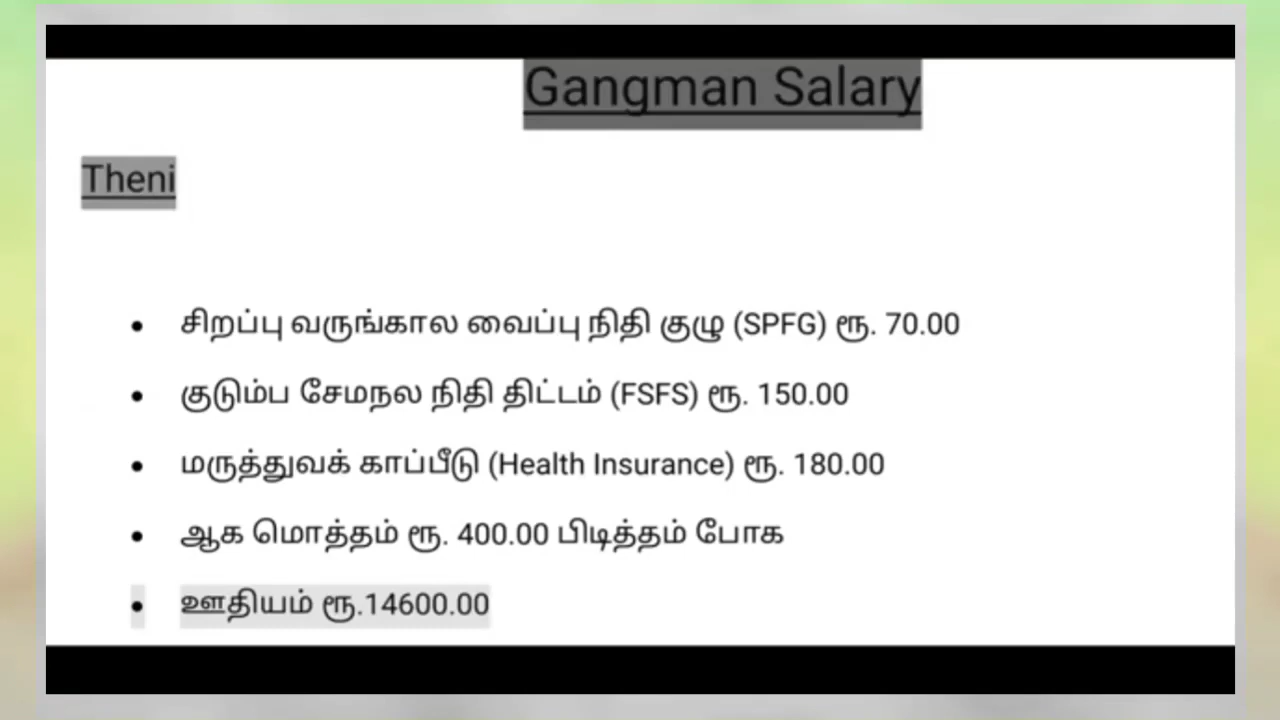 Gangman Salary
Theni
• சிறப்பு வருங்கால வைப்பு நிதி குழு (SPFG) ரூ. 70.00
• குடும்ப சேமநல நிதி திட்டம் (FSFS) ரூ. 150.00
• மருத்துவக் காப்பீடு (Health Insurance) ரூ. 180.00
• ஆக மொத்தம் ரூ. 400.00 பிடித்தம் போக
• ஊதியம் ரூ.14600.00